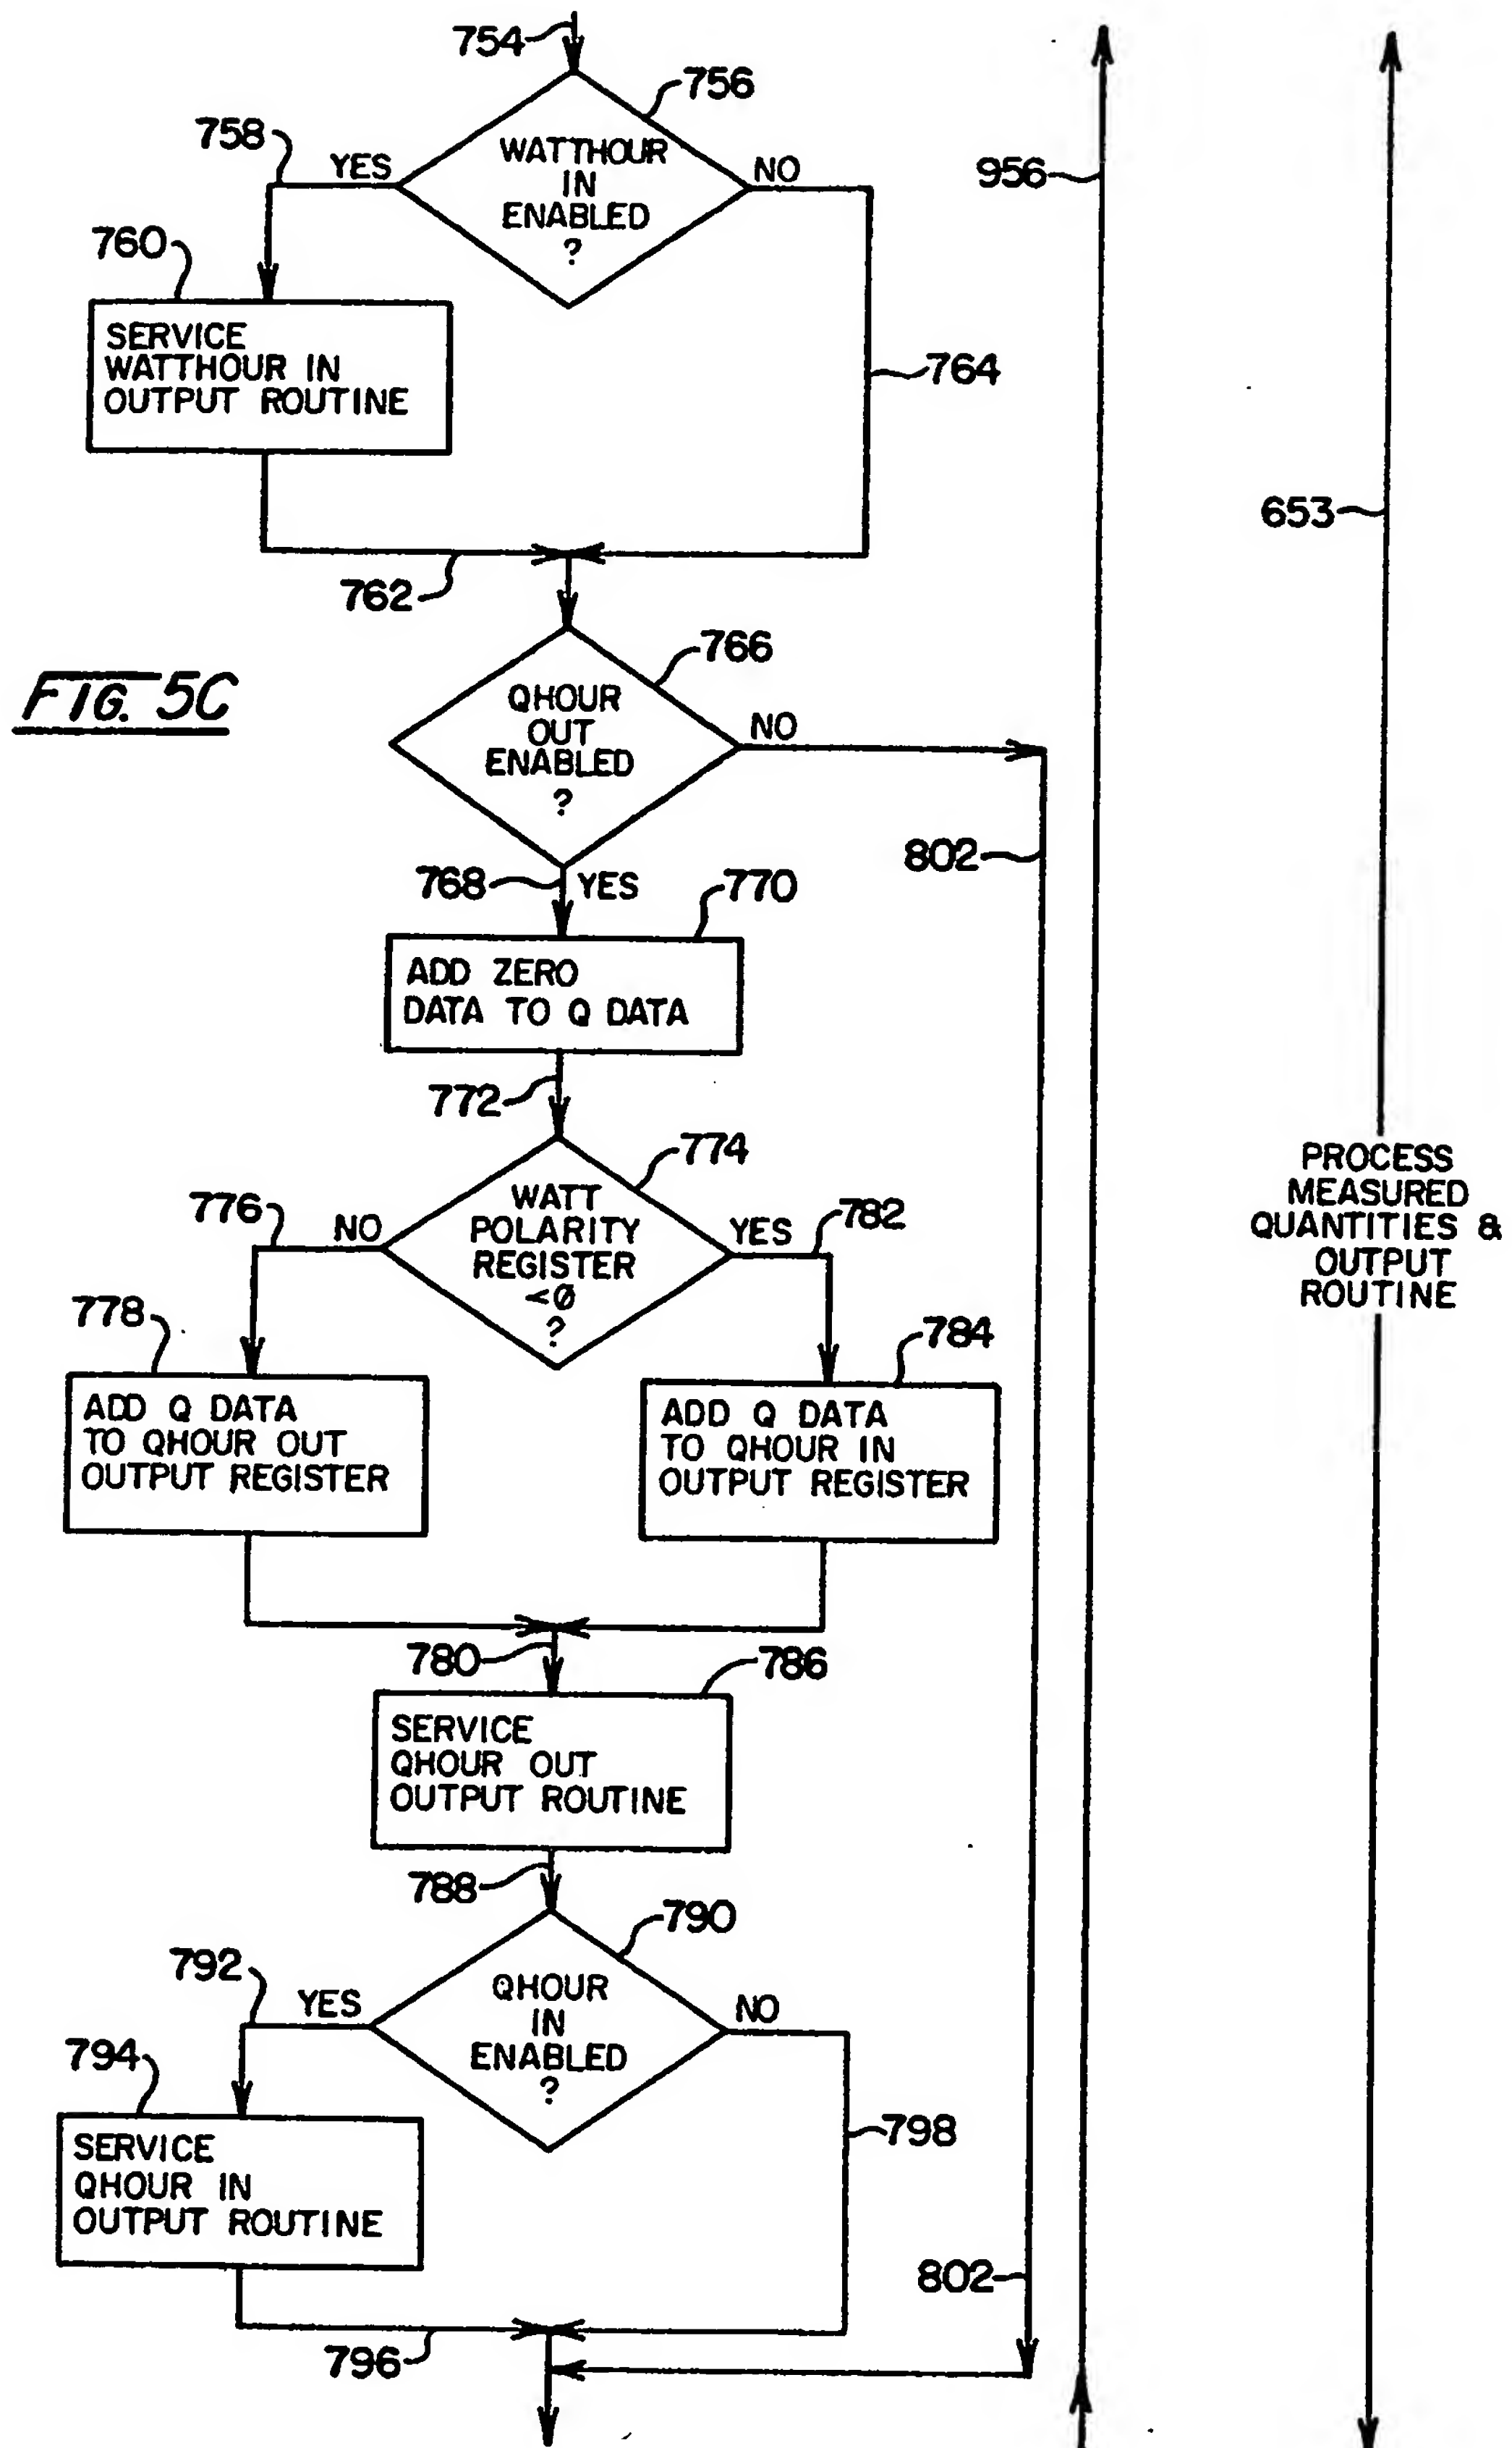 754
756
758
YES
WATTHOUR
IN
ENABLED
?
NO
956
760
SERVICE
WATTHOUR IN
OUTPUT ROUTINE
764
653
762
FIG. 5C
766
QHOUR
OUT
ENABLED
?
NO
802
768
YES
770
ADD ZERO
DATA TO Q DATA
772
774
776
NO
WATT
POLARITY
REGISTER
<Ø
?
YES
782
PROCESS
MEASURED
QUANTITIES &
OUTPUT
ROUTINE
778
ADD Q DATA
TO QHOUR OUT
OUTPUT REGISTER
784
ADD Q DATA
TO QHOUR IN
OUTPUT REGISTER
780
786
SERVICE
QHOUR OUT
OUTPUT ROUTINE
788
790
792
YES
QHOUR
IN
ENABLED
?
NO
794
SERVICE
QHOUR IN
OUTPUT ROUTINE
798
802
796